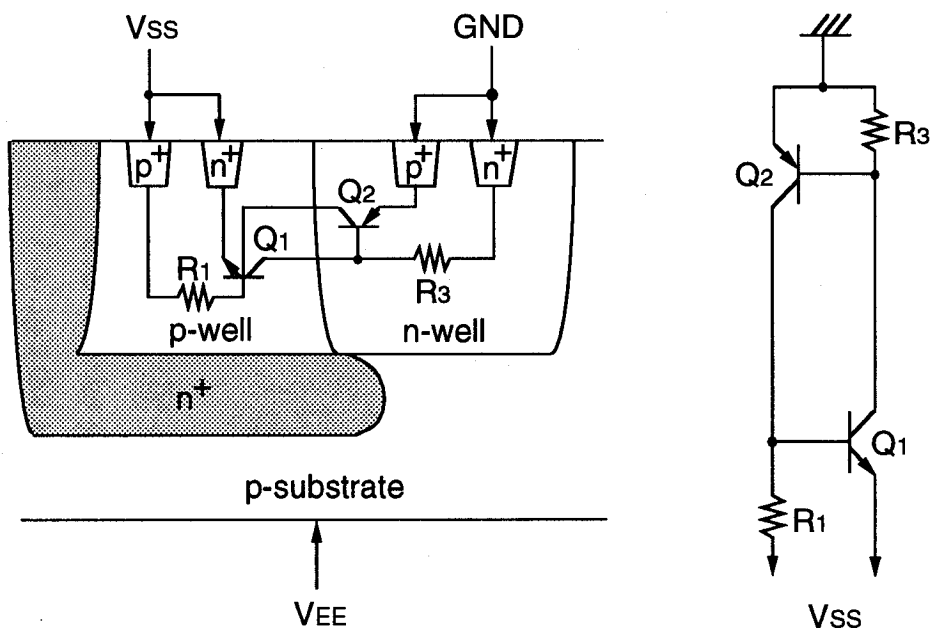 VSS
GND
p+
n+
p+
n+
Q2
Q1
R1
R3
p-well
n-well
n+
p-substrate
VEE
R3
Q2
Q1
R1
VSS